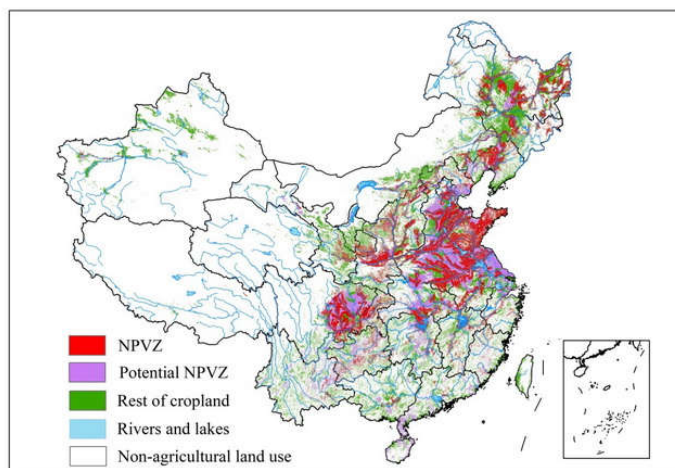 NPVZ
Potential NPVZ
Rest of cropland
Rivers and lakes
Non-agricultural land use